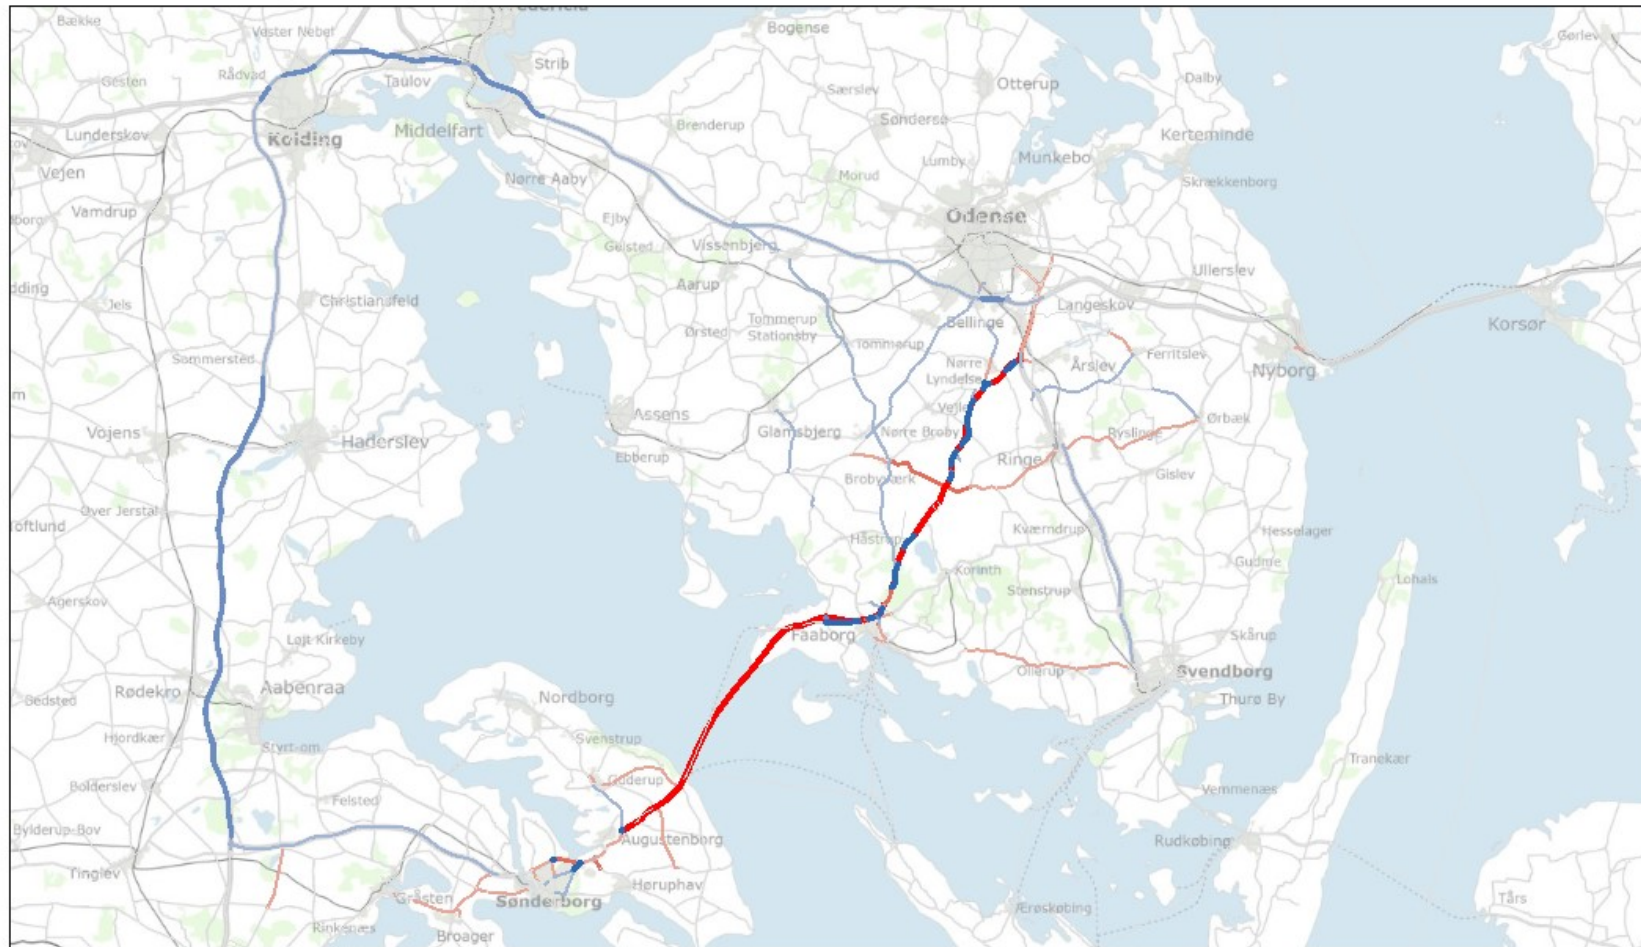 Bække
Bogense
Gørlev
Vester Nebel
Strib
Gesten
Rådvad
Taulov
Otterup
Dalby
Særslev
Lunderskov
Kolding
Middelfart
Brenderup
Søndersø
Kerteminde
Vejen
Lumby
Munkebo
Nørre Aaby
Morud
Skrækkenborg
Vamdrup
Ejby
Odense
Gelsted
Vissenbjerg
Ullerslev
Jels
Christiansfeld
Aarup
Langeskov
Korsør
Tommerup
Stationsby
Ørsted
Bellinge
Tommerup
Sommersted
Nørre
Lyndelse
Årslev
Ferritslev
Nyborg
Assens
Vejle
Vojens
Haderslev
Glamsbjerg
Nørre Broby
Ryslinge
Ørbæk
Ebberup
Ringe
Gislev
Brobyværk
Over Jerstal
Toftlund
Kværndrup
Hesselager
Håstrup
Gudme
Korinth
Stenstrup
Lohals
Agerskov
Løjt Kirkeby
Faaborg
Skårup
Ollerup
Svendborg
Rødekro
Aabenraa
Nordborg
Thurø By
Bedsted
Hjordkær
Svenstrup
Styrt-om
Tranekær
Guderup
Bolderslev
Felsted
Vemmenæs
Bylderup-Bov
Augustenborg
Rudkøbing
Tinglev
Høruphav
Gråsten
Sønderborg
Tårs
Ærøskøbing
Rinkenæs
Broager